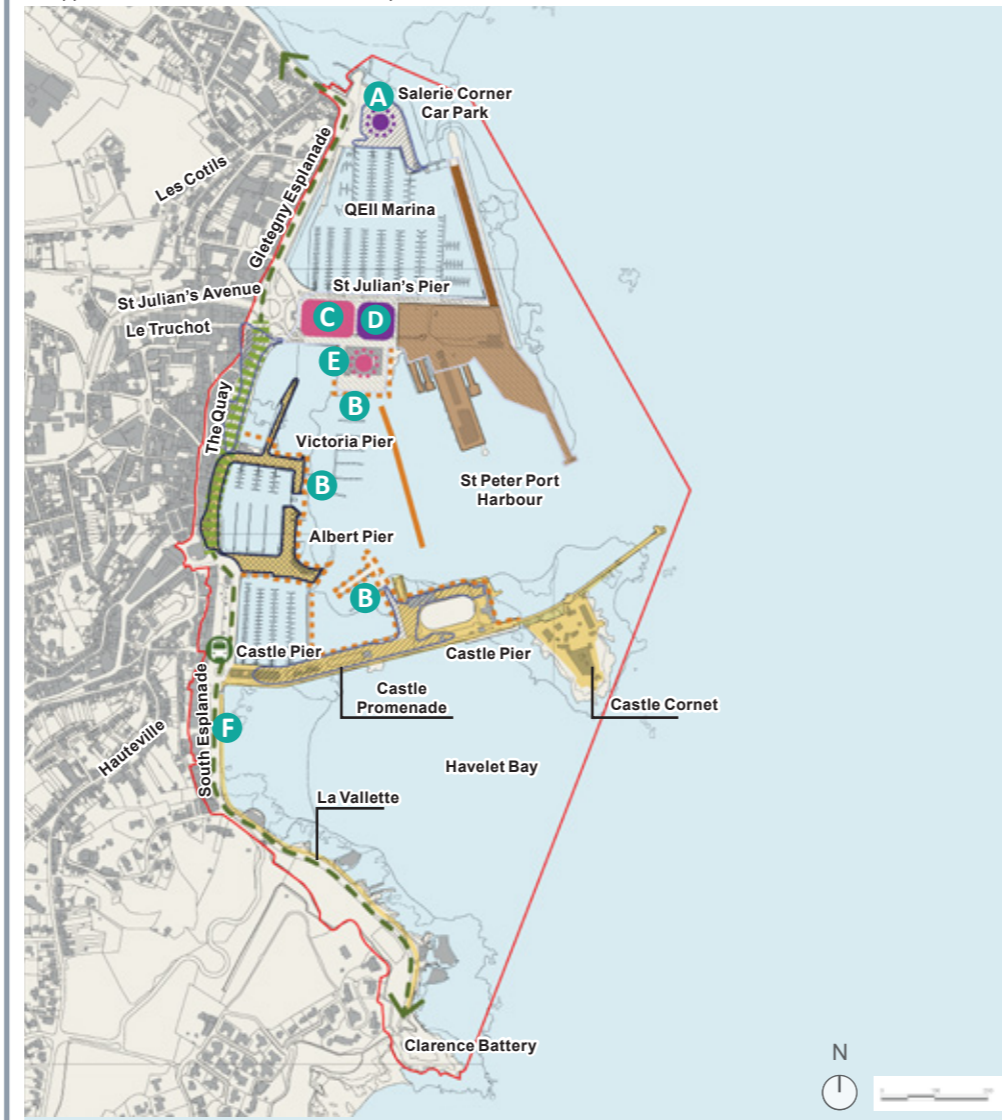 A
Salerie Corner
Car Park
Les Cotils
Glategny Esplanade
QEII Marina
St Julian's Avenue
St Julian's Pier
Le Truchot
C
D
E
B
The Quay
Victoria Pier
B
St Peter Port
Harbour
Albert Pier
B
Castle Pier
Castle Pier
Castle
Promenade
Castle Cornet
South Esplanade
F
Hauteville
Havelet Bay
La Vallette
Clarence Battery
N